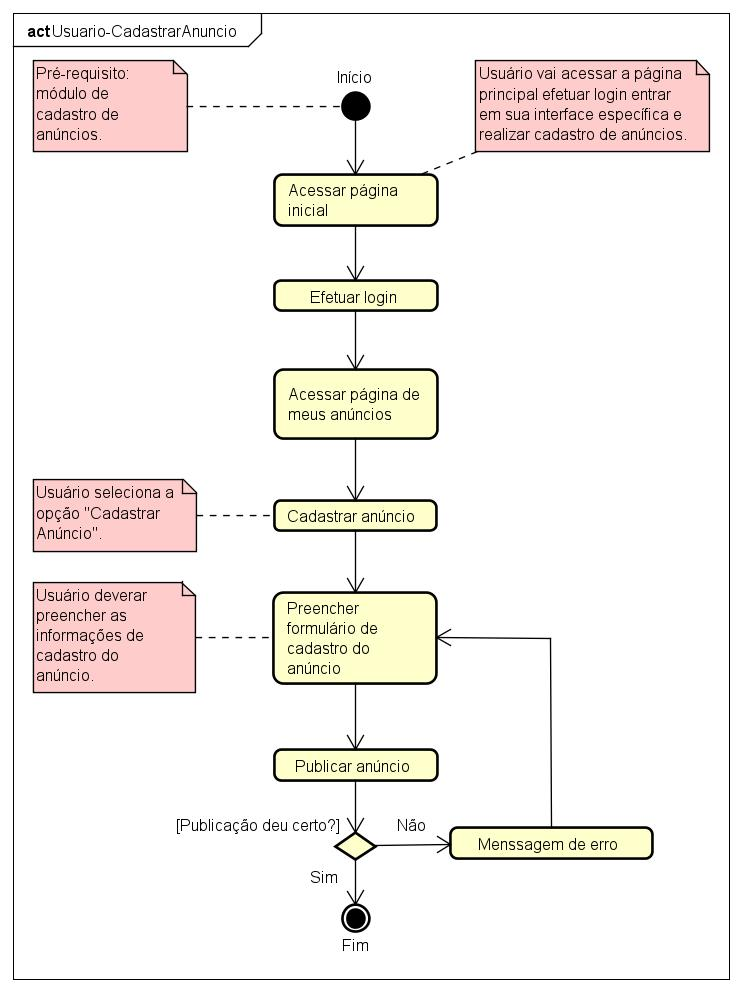 act Usuario-CadastrarAnuncio
Pré-requisito:
módulo de
cadastro de
anúncios.
Início
Usuário vai acessar a página
principal efetuar login entrar
em sua interface específica e
realizar cadastro de anúncios.
Acessar página
inicial
Efetuar login
Acessar página de
meus anúncios
Usuário seleciona a
opção "Cadastrar
Anúncio".
Cadastrar anúncio
Usuário deverar
preencher as
informações de
cadastro do
anúncio.
Preencher
formulário de
cadastro do
anúncio
Publicar anúncio
[Publicação deu certo?]
Não
Menssagem de erro
Sim
Fim